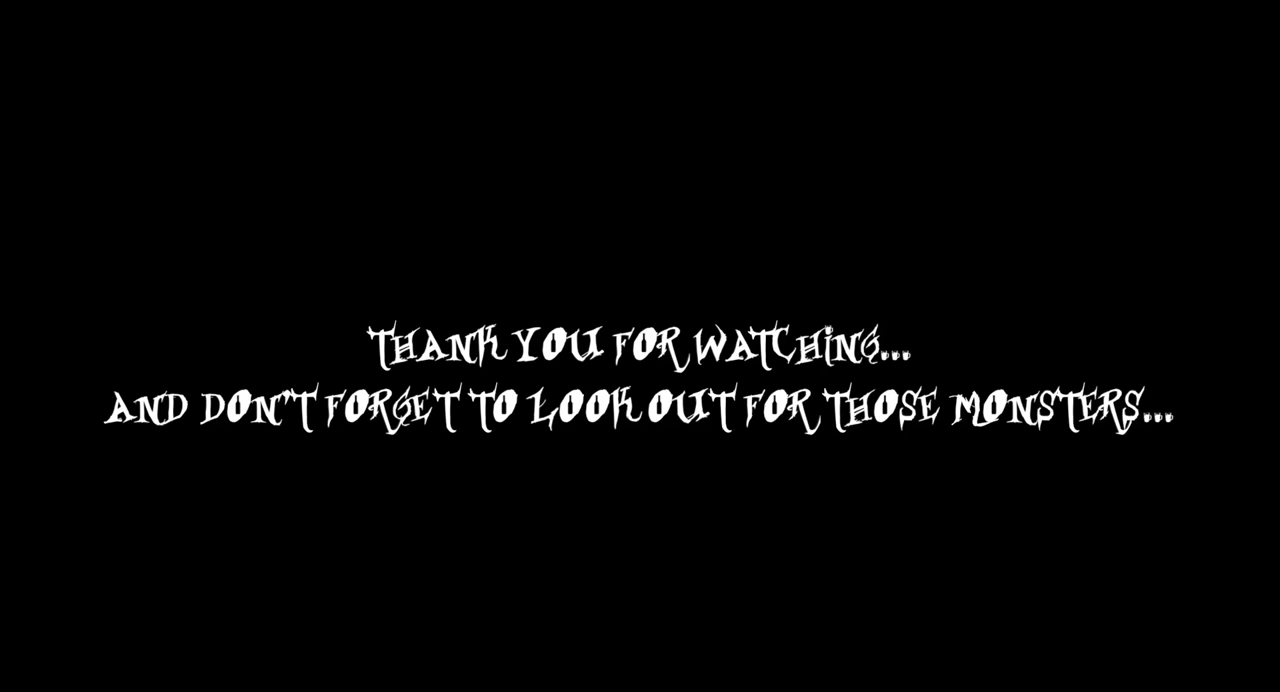 THANK YOU FOR WATCHING...
AND DON'T FORGET TO LOOK OUT FOR THOSE MONSTERS...